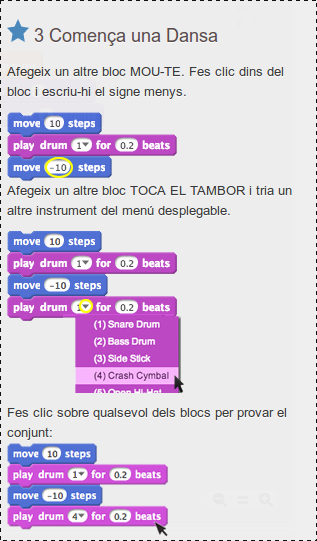 3 Comença una Dansa
Afegeix un altre bloc MOU-TE. Fes clic dins del
bloc i escriu-hi el signe menys.
move 10 steps
play drum 1 for 0.2 beats
move -10 steps
Afegeix un altre bloc TOCA EL TAMBOR i tria un
altre instrument del menú desplegable.
move 10 steps
play drum 1 for 0.2 beats
move -10 steps
play drum 1 for 0.2 beats
(1) Snare Drum
(2) Bass Drum
(3) Side Stick
(4) Crash Cymbal
(5) Open Hi-Hat
Fes clic sobre qualsevol dels blocs per provar el
conjunt:
move 10 steps
play drum 1 for 0.2 beats
move -10 steps
play drum 4 for 0.2 beats